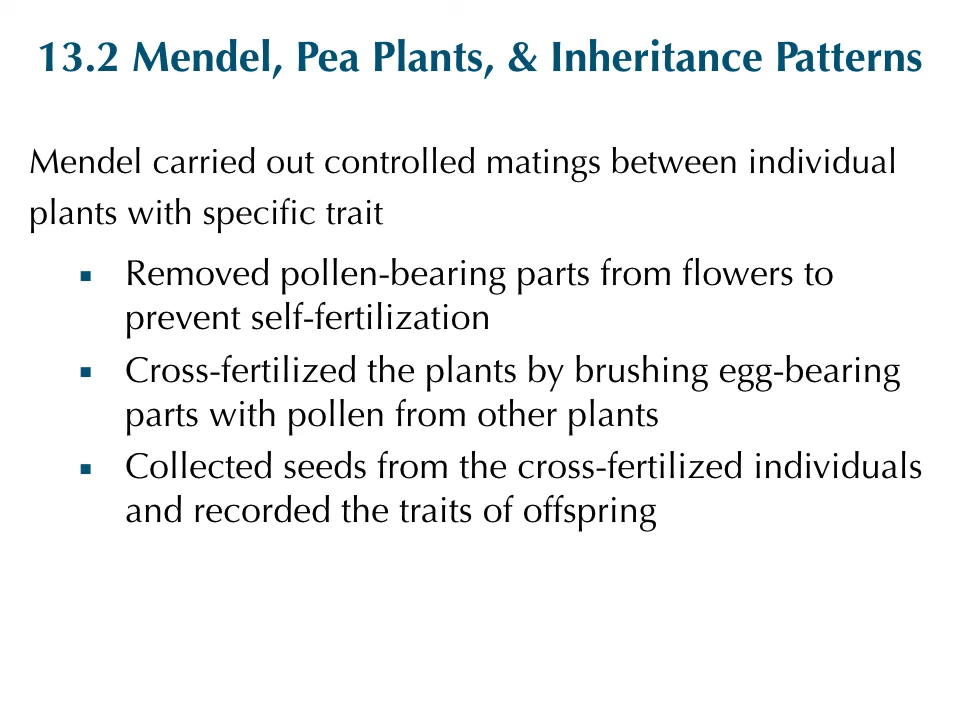 13.2 Mendel, Pea Plants, & Inheritance Patterns
Mendel carried out controlled matings between individual
plants with specific trait
▪ Removed pollen-bearing parts from flowers to
prevent self-fertilization
▪ Cross-fertilized the plants by brushing egg-bearing
parts with pollen from other plants
▪ Collected seeds from the cross-fertilized individuals
and recorded the traits of offspring